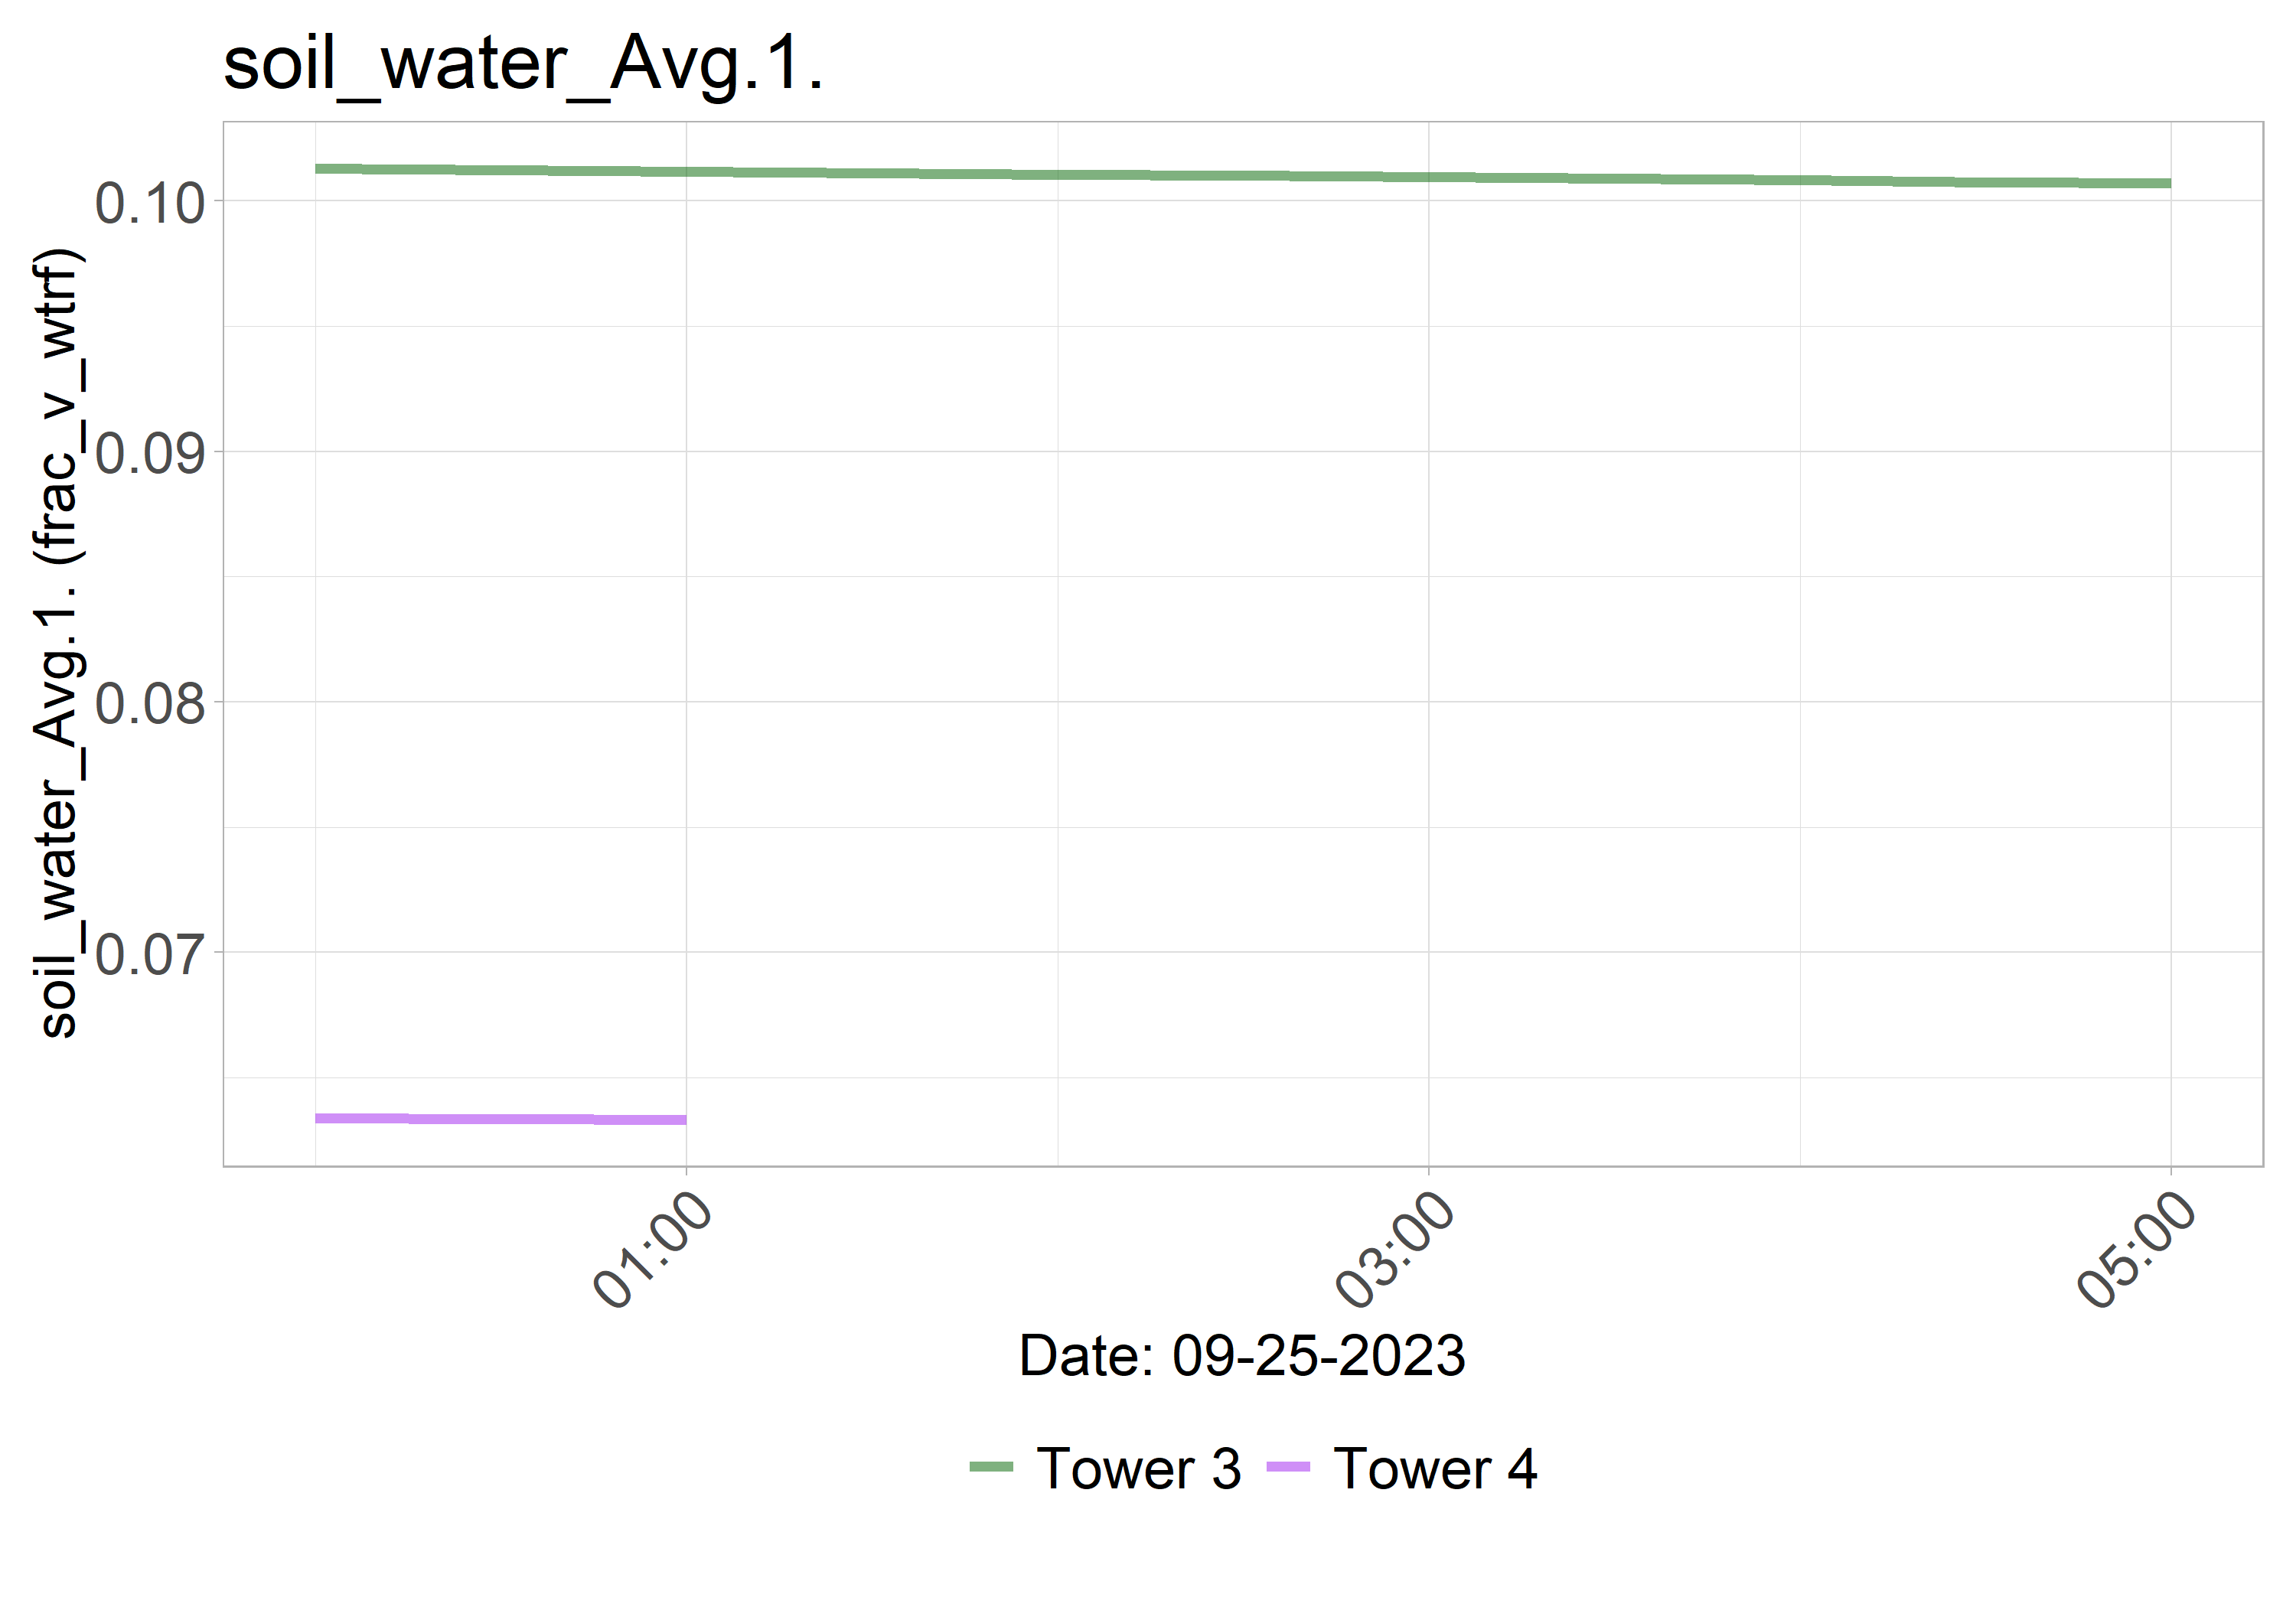 soil_water_Avg.1.
soil_water_Avg.1. (frac_v_wtrf)
0.10
0.09
0.08
0.07
01:00
03:00
05:00
Date: 09-25-2023
Tower 3
Tower 4